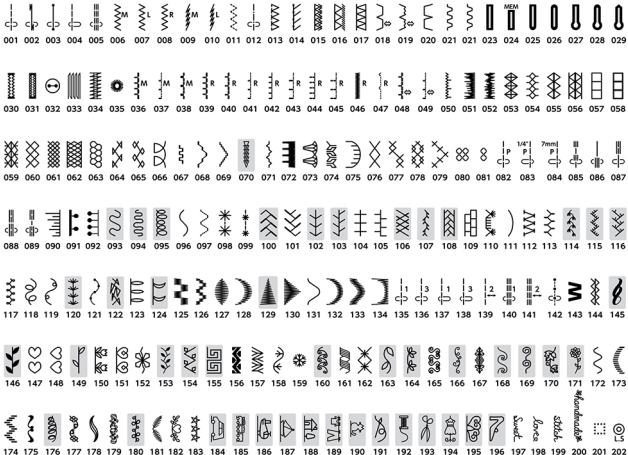 M L R M L MEM
001 002 003 004 005 006 007 008 009 010 011 012 013 014 015 016 017 018 019 020 021 022 023 024 025 026 027 028 029
M M R R R R R R R R R
030 031 032 033 034 035 036 037 038 039 040 041 042 043 044 045 046 047 048 049 050 051 052 053 054 055 056 057 058
P 1/4" P 7mm P
059 060 061 062 063 064 065 066 067 068 069 070 071 072 073 074 075 076 077 078 079 080 081 082 083 084 085 086 087
088 089 090 091 092 093 094 095 096 097 098 099 100 101 102 103 104 105 106 107 108 109 110 111 112 113 114 115 116
1 3 1 3 2 1 2
117 118 119 120 121 122 123 124 125 126 127 128 129 130 131 132 133 134 135 136 137 138 139 140 141 142 143 144 145
146 147 148 149 150 151 152 153 154 155 156 157 158 159 160 161 162 163 164 165 166 167 168 169 170 171 172 173
Sweet Love Stitch handmade LS
174 175 176 177 178 179 180 181 182 183 184 185 186 187 188 189 190 191 192 193 194 195 196 197 198 199 200 201 202